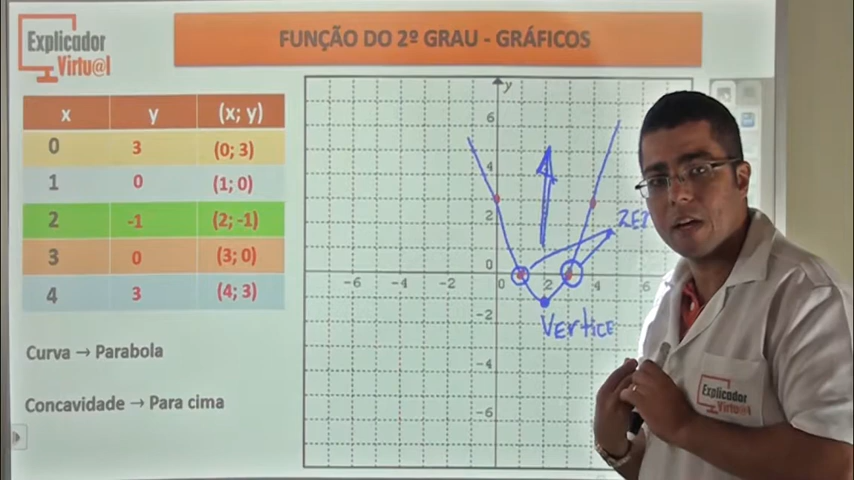 Explicador
Virtu@l
FUNÇÃO DO 2º GRAU - GRÁFICOS
x y (x; y)
0 3 (0; 3)
1 0 (1; 0)
2 -1 (2; -1)
3 0 (3; 0)
4 3 (4; 3)
Curva → Parabola
Concavidade → Para cima
y
6
4
2
0
-6 -4 -2 0 2 4 6
-2
-4
-6
Vertice
Explicador
Virtu@l